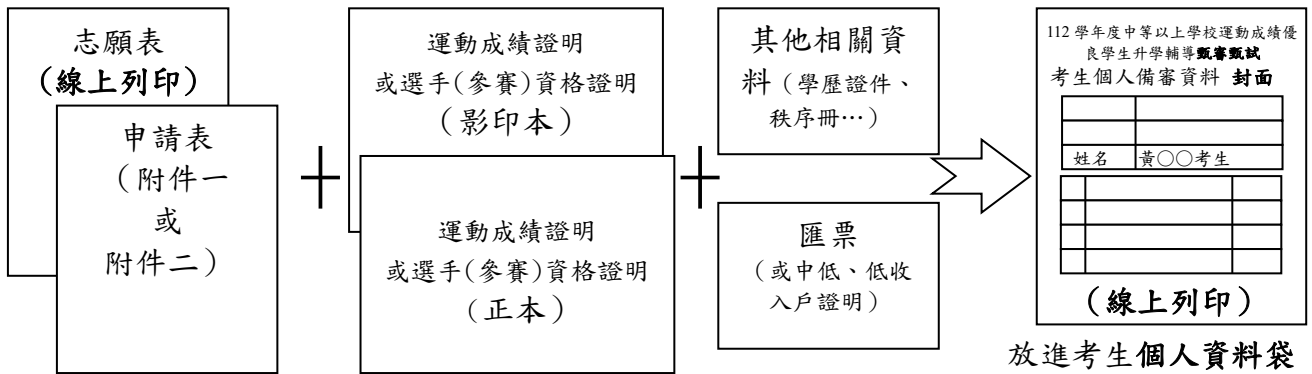 志願表
(線上列印)
申請表
(附件一
或
附件二)
＋
運動成績證明
或選手(參賽)資格證明
(影印本)
運動成績證明
或選手(參賽)資格證明
(正本)
＋
其他相關資
料(學歷證件、
秩序冊…)
匯票
(或中低、低收
入戶證明)
112 學年度中等以上學校運動成績優
良學生升學輔導甄審甄試
考生個人備審資料 封面
姓名 黃○○考生
(線上列印)
放進考生個人資料袋